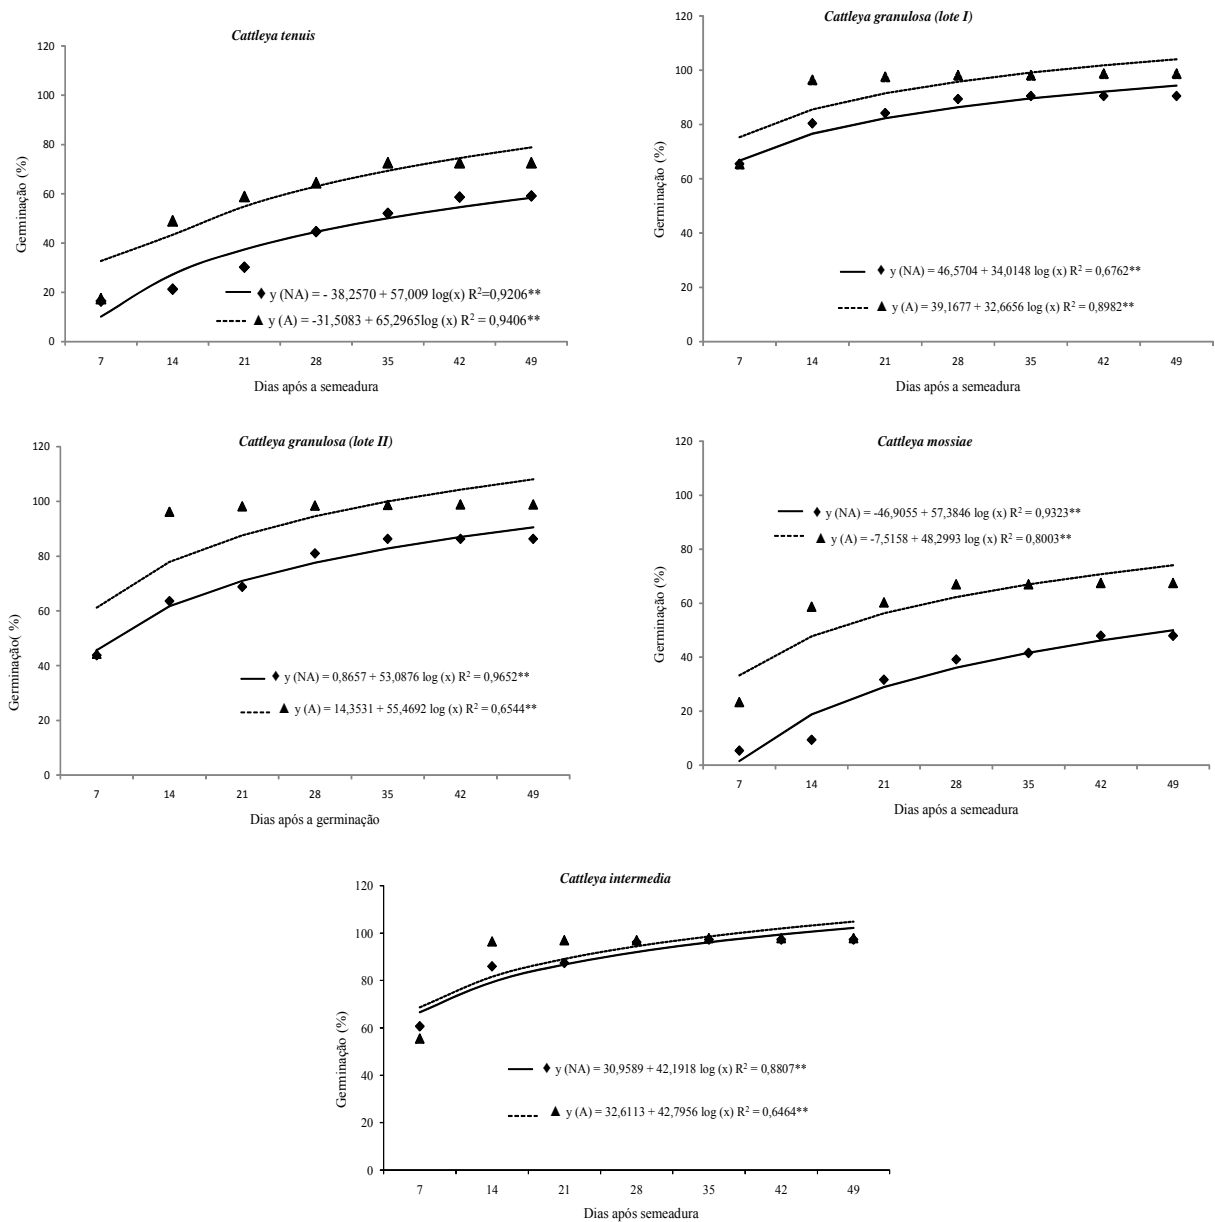 Cattleya tenuis
120
100
80
60
40
20
0
Germinação (%)
y (NA) = - 38,2570 + 57,009 log(x) R²=0,9206**
y (A) = -31,5083 + 65,2965log (x) R² = 0,9406**
7 14 21 28 35 42 49
Dias após a semeadura
Cattleya granulosa (lote I)
120
100
80
60
40
20
0
Germinação (%)
y (NA) = 46,5704 + 34,0148 log (x) R² = 0,6762**
y (A) = 39,1677 + 32,6656 log (x) R² = 0,8982**
7 14 21 28 35 42 49
Dias após a semeadura
Cattleya granulosa (lote II)
120
100
80
60
40
20
0
Germinação( %)
y (NA) = 0,8657 + 53,0876 log (x) R² = 0,9652**
y (A) = 14,3531 + 55,4692 log (x) R² = 0,6544**
7 14 21 28 35 42 49
Dias após a germinação
Cattleya mossiae
120
100
80
60
40
20
0
Germinação (%)
y (NA) = -46,9055 + 57,3846 log (x) R² = 0,9323**
y (A) = -7,5158 + 48,2993 log (x) R² = 0,8003**
7 14 21 28 35 42 49
Dias após a semeadura
Cattleya intermedia
120
100
80
60
40
20
0
Germinação (%)
y (NA) = 30,9589 + 42,1918 log (x) R² = 0,8807**
y (A) = 32,6113 + 42,7956 log (x) R² = 0,6464**
7 14 21 28 35 42 49
Dias após semeadura